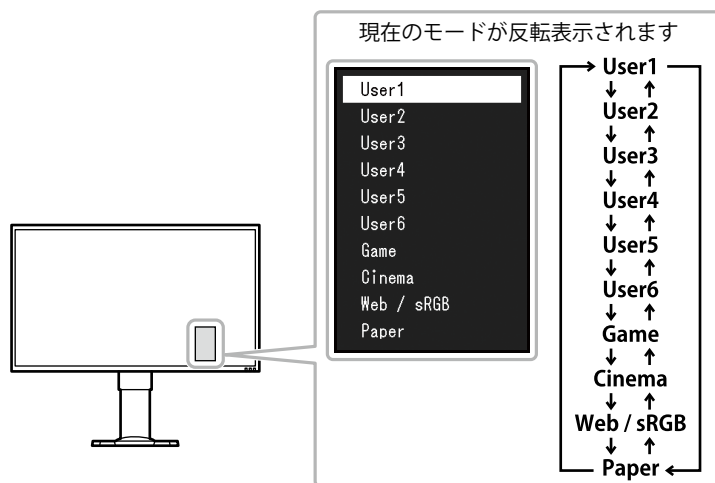 現在のモードが反転表示されます
User1
User2
User3
User4
User5
User6
Game
Cinema
Web / sRGB
Paper
User1
User2
User3
User4
User5
User6
Game
Cinema
Web / sRGB
Paper